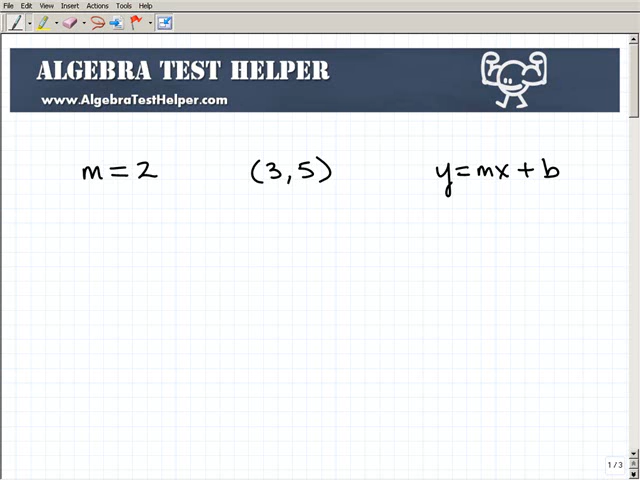 File Edit View Insert Actions Tools Help
ALGEBRA TEST HELPER
www.AlgebraTestHelper.com
m = 2 (3, 5) y = mx + b
1 / 3